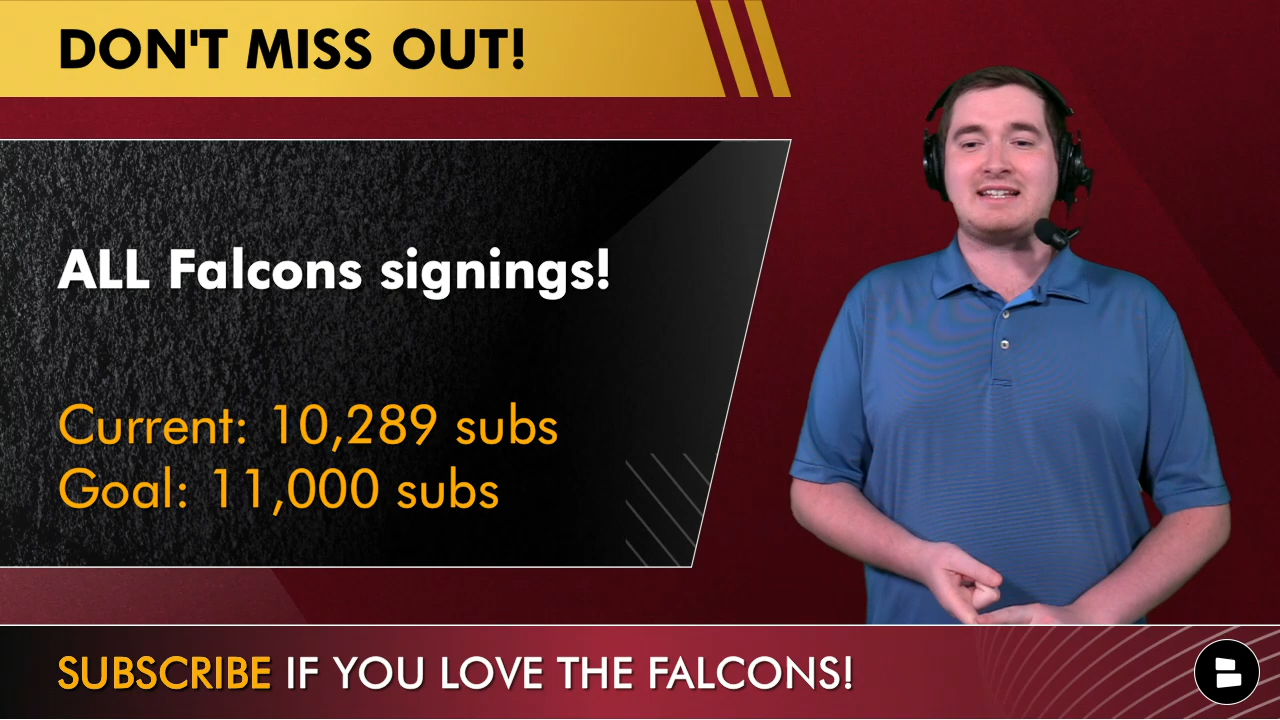 DON'T MISS OUT!
ALL Falcons signings!
Current: 10,289 subs
Goal: 11,000 subs
SUBSCRIBE IF YOU LOVE THE FALCONS!